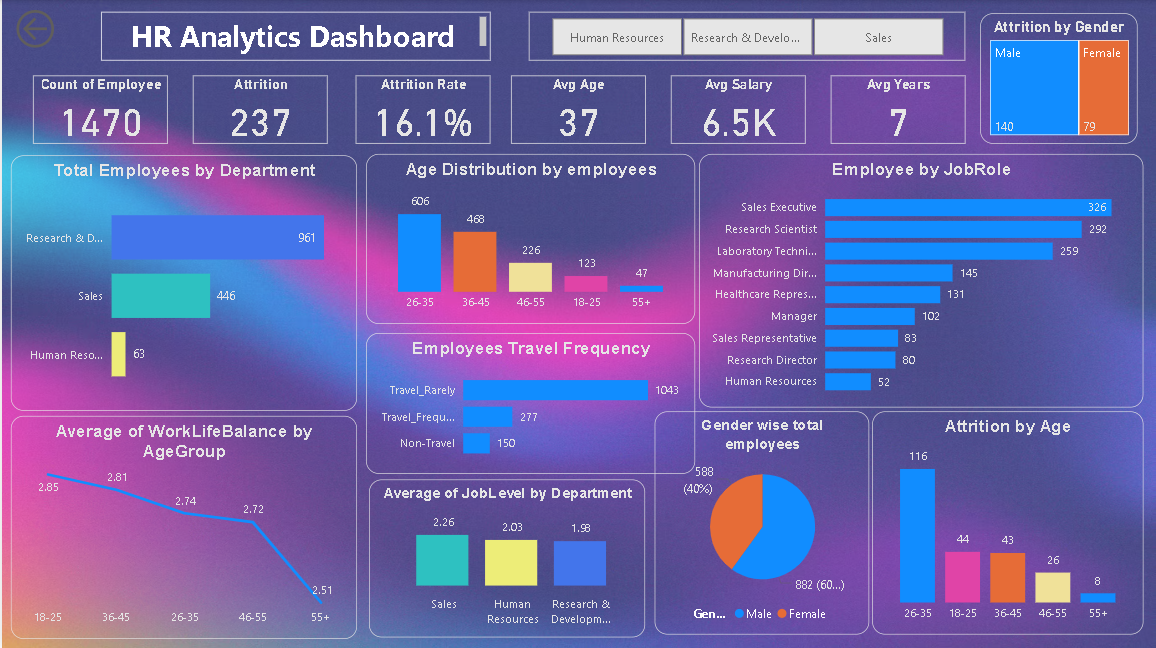 HR Analytics Dashboard
Human Resources
Research & Develo...
Sales
Attrition by Gender
Male
Female
140
79
Count of Employee
1470
Attrition
237
Attrition Rate
16.1%
Avg Age
37
Avg Salary
6.5K
Avg Years
7
Total Employees by Department
Research & D...
961
Sales
446
Human Reso...
63
Age Distribution by employees
606
468
226
123
47
26-35
36-45
46-55
18-25
55+
Employee by JobRole
Sales Executive
326
Research Scientist
292
Laboratory Techni...
259
Manufacturing Dir...
145
Healthcare Repres...
131
Manager
102
Sales Representative
83
Research Director
80
Human Resources
52
Employees Travel Frequency
Travel_Rarely
1043
Travel_Frequ...
277
Non-Travel
150
Average of WorkLifeBalance by
AgeGroup
2.85
2.81
2.74
2.72
2.51
18-25
36-45
26-35
46-55
55+
Average of JobLevel by Department
2.26
2.03
1.98
Sales
Human
Resources
Research &
Developm...
Gender wise total
employees
588
(40%)
882 (60...)
Gen...
Male
Female
Attrition by Age
116
44
43
26
8
26-35
18-25
36-45
46-55
55+